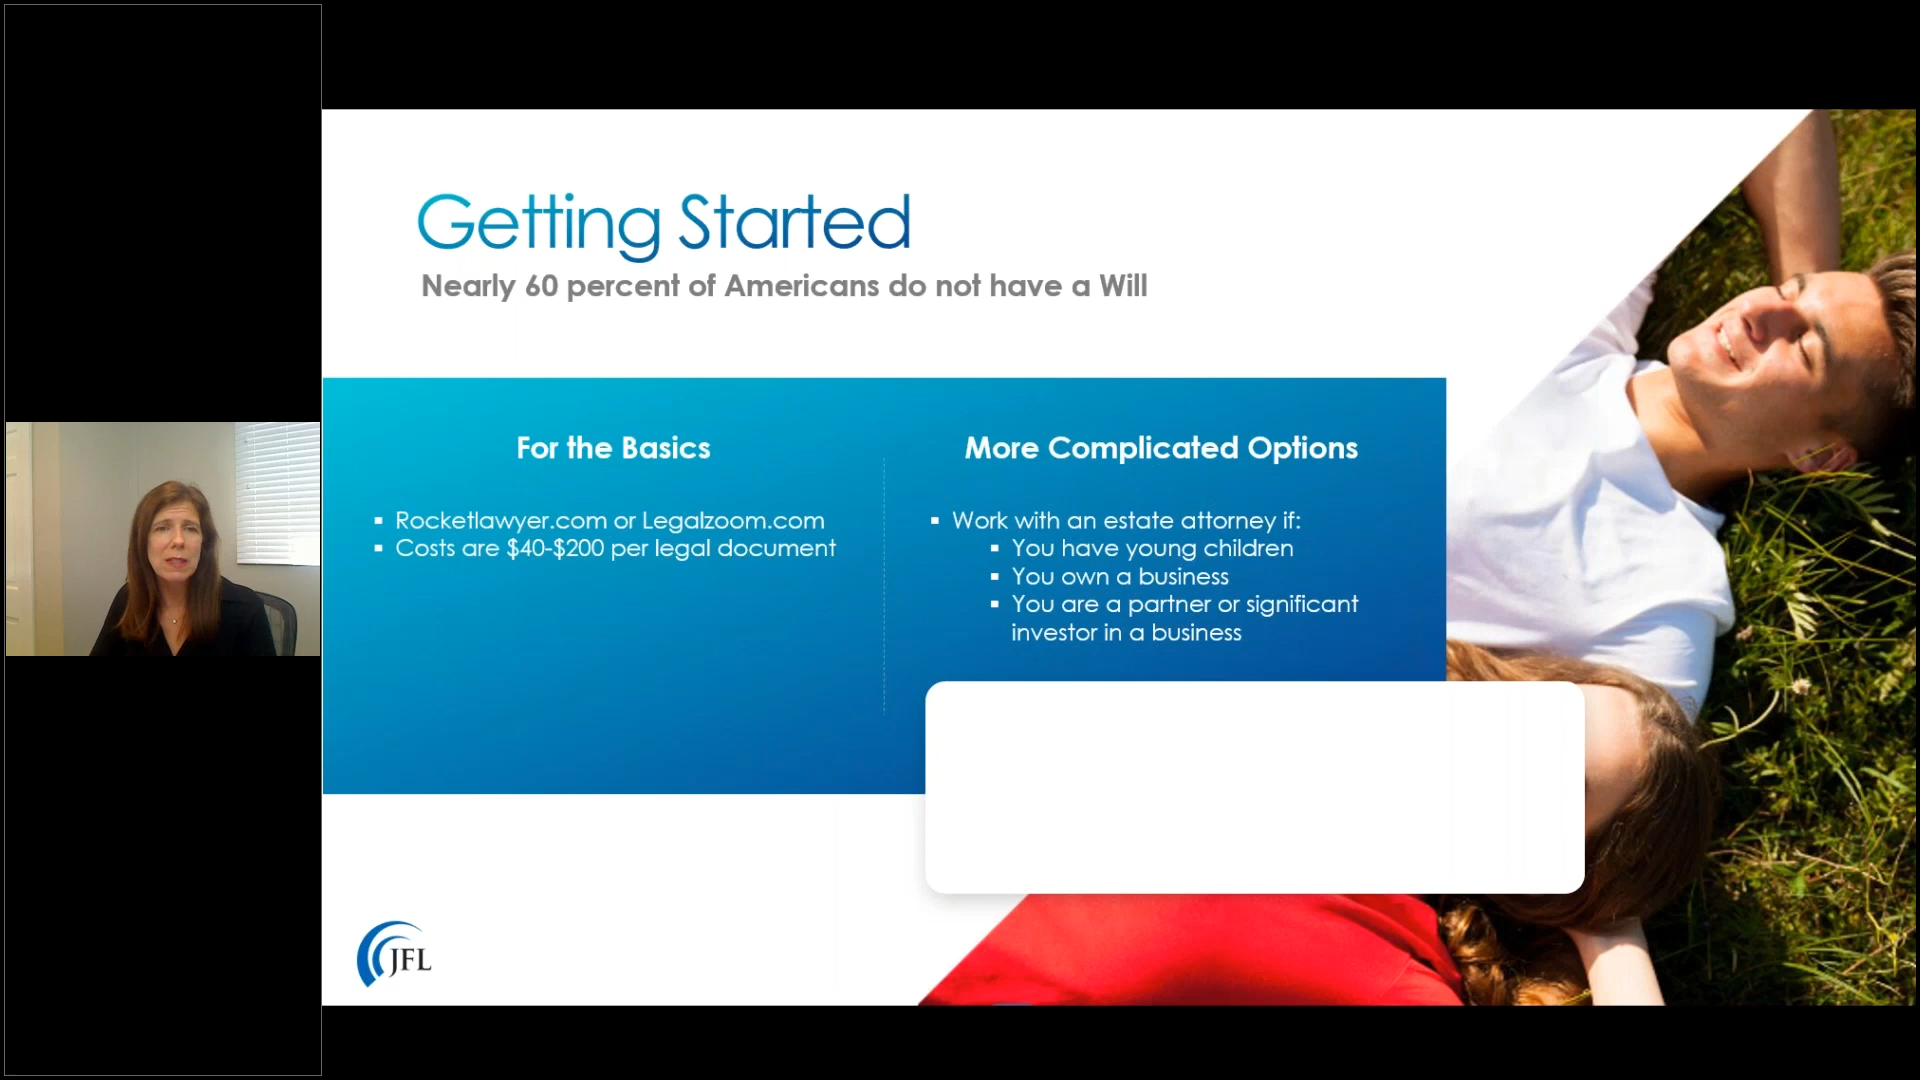 Getting Started
Nearly 60 percent of Americans do not have a Will
For the Basics
Rocketlawyer.com or Legalzoom.com
Costs are $40-$200 per legal document
More Complicated Options
Work with an estate attorney if:
You have young children
You own a business
You are a partner or significant
investor in a business
JFL